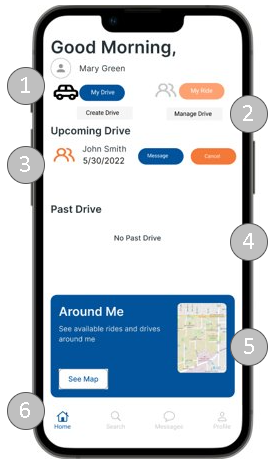 Good Morning,
Mary Green
1
My Drive
My Ride
Create Drive
Manage Drive
2
Upcoming Drive
3
John Smith
5/30/2022
Message
Cancel
Past Drive
4
No Past Drive
Around Me
See available rides and drives
around me
5
See Map
6
Home
Search
Messages
Profile